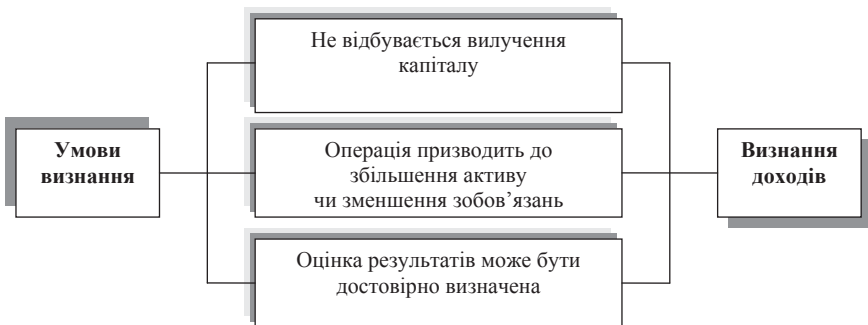 Не відбувається вилучення
капіталу
Умови
визнання
Операція призводить до
збільшення активу
чи зменшення зобов’язань
Визнання
доходів
Оцінка результатів може бути
достовірно визначена